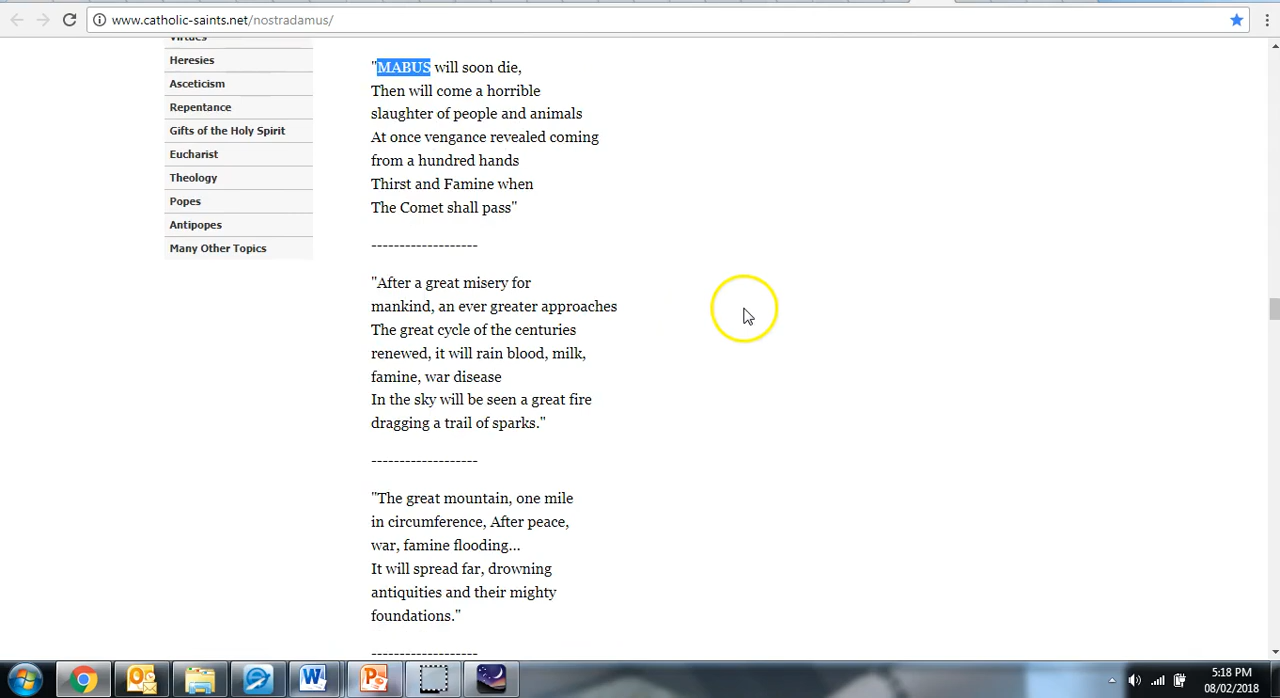 www.catholic-saints.net/nostradamus/
Virtues
Heresies
Asceticism
Repentance
Gifts of the Holy Spirit
Eucharist
Theology
Popes
Antipopes
Many Other Topics
"MABUS will soon die,
Then will come a horrible
slaughter of people and animals
At once vengance revealed coming
from a hundred hands
Thirst and Famine when
The Comet shall pass"
-------------------
"After a great misery for
mankind, an ever greater approaches
The great cycle of the centuries
renewed, it will rain blood, milk,
famine, war disease
In the sky will be seen a great fire
dragging a trail of sparks."
-------------------
"The great mountain, one mile
in circumference, After peace,
war, famine flooding...
It will spread far, drowning
antiquities and their mighty
foundations."
-------------------
5:18 PM
08/02/2018